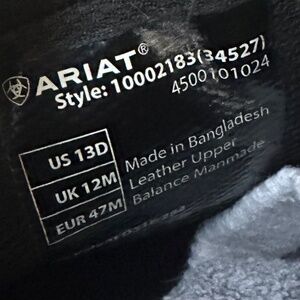 ARIAT®
Style: 10002183(34527)
4500101024
US 13D
UK 12M
EUR 47M
Made in Bangladesh
Leather Upper
Balance Manmade